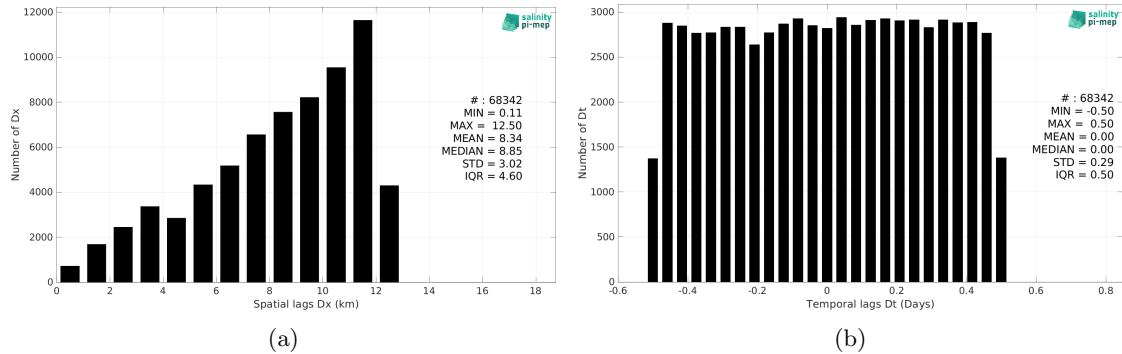 12000
10000
8000
6000
4000
2000
0
Number of Dx
0 2 4 6 8 10 12 14 16 18
Spatial lags Dx (km)
salinity
pi-mep
# : 68342
MIN = 0.11
MAX = 12.50
MEAN = 8.34
MEDIAN = 8.85
STD = 3.02
IQR = 4.60
(a)
3000
2500
2000
1500
1000
500
0
Number of Dt
-0.6 -0.4 -0.2 0 0.2 0.4 0.6 0.8
Temporal lags Dt (Days)
salinity
pi-mep
# : 68342
MIN = -0.50
MAX = 0.50
MEAN = 0.00
MEDIAN = 0.00
STD = 0.29
IQR = 0.50
(b)